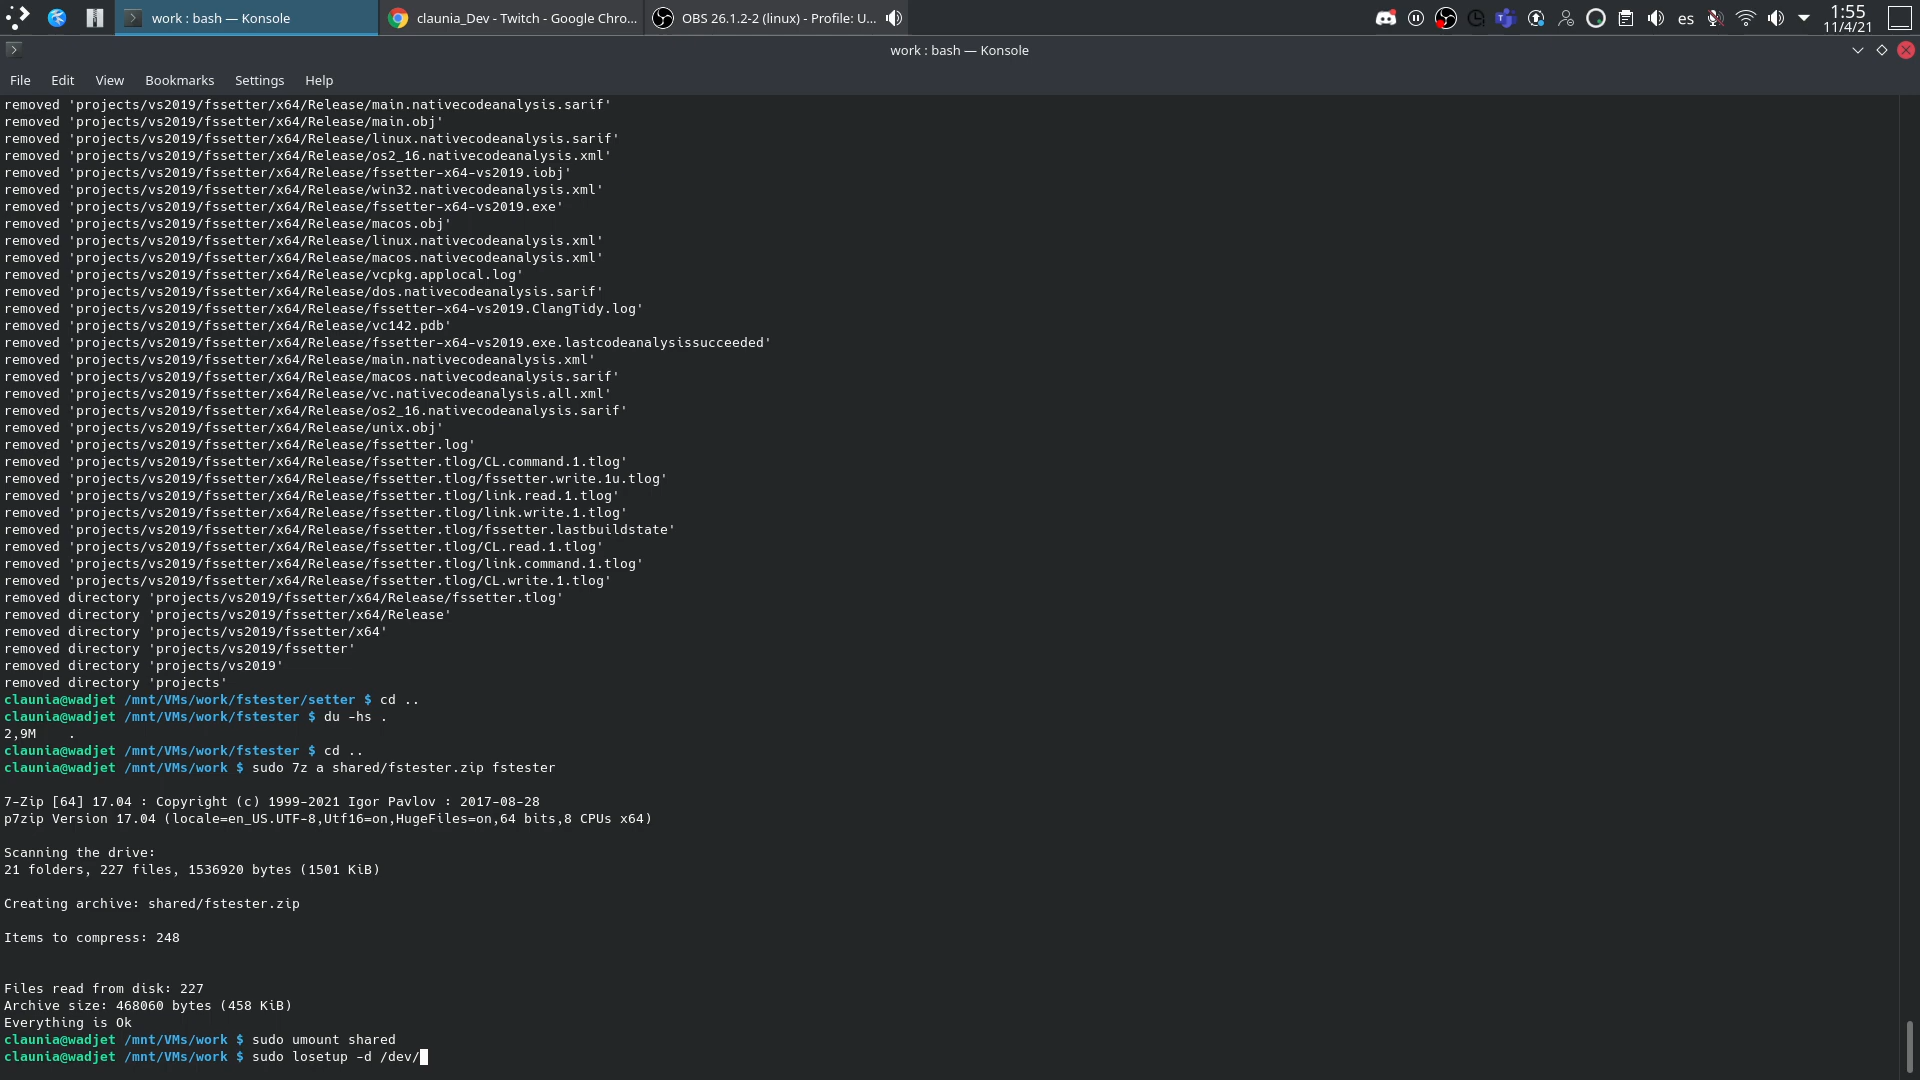 work : bash — Konsole
claunia_Dev - Twitch - Google Chro...
OBS 26.1.2-2 (linux) - Profile: U...
es
1:55
11/4/21
work : bash — Konsole
File Edit View Bookmarks Settings Help
removed 'projects/vs2019/fssetter/x64/Release/main.nativecodeanalysis.sarif'
removed 'projects/vs2019/fssetter/x64/Release/main.obj'
removed 'projects/vs2019/fssetter/x64/Release/linux.nativecodeanalysis.sarif'
removed 'projects/vs2019/fssetter/x64/Release/os2_16.nativecodeanalysis.xml'
removed 'projects/vs2019/fssetter/x64/Release/fssetter-x64-vs2019.iobj'
removed 'projects/vs2019/fssetter/x64/Release/win32.nativecodeanalysis.xml'
removed 'projects/vs2019/fssetter/x64/Release/fssetter-x64-vs2019.exe'
removed 'projects/vs2019/fssetter/x64/Release/macos.obj'
removed 'projects/vs2019/fssetter/x64/Release/linux.nativecodeanalysis.xml'
removed 'projects/vs2019/fssetter/x64/Release/macos.nativecodeanalysis.xml'
removed 'projects/vs2019/fssetter/x64/Release/vcpkg.applocal.log'
removed 'projects/vs2019/fssetter/x64/Release/dos.nativecodeanalysis.sarif'
removed 'projects/vs2019/fssetter/x64/Release/fssetter-x64-vs2019.ClangTidy.log'
removed 'projects/vs2019/fssetter/x64/Release/vc142.pdb'
removed 'projects/vs2019/fssetter/x64/Release/fssetter-x64-vs2019.exe.lastcodeanalysissucceeded'
removed 'projects/vs2019/fssetter/x64/Release/main.nativecodeanalysis.xml'
removed 'projects/vs2019/fssetter/x64/Release/macos.nativecodeanalysis.sarif'
removed 'projects/vs2019/fssetter/x64/Release/vc.nativecodeanalysis.all.xml'
removed 'projects/vs2019/fssetter/x64/Release/os2_16.nativecodeanalysis.sarif'
removed 'projects/vs2019/fssetter/x64/Release/unix.obj'
removed 'projects/vs2019/fssetter/x64/Release/fssetter.log'
removed 'projects/vs2019/fssetter/x64/Release/fssetter.tlog/CL.command.1.tlog'
removed 'projects/vs2019/fssetter/x64/Release/fssetter.tlog/fssetter.write.1u.tlog'
removed 'projects/vs2019/fssetter/x64/Release/fssetter.tlog/link.read.1.tlog'
removed 'projects/vs2019/fssetter/x64/Release/fssetter.tlog/link.write.1.tlog'
removed 'projects/vs2019/fssetter/x64/Release/fssetter.tlog/fssetter.lastbuildstate'
removed 'projects/vs2019/fssetter/x64/Release/fssetter.tlog/CL.read.1.tlog'
removed 'projects/vs2019/fssetter/x64/Release/fssetter.tlog/link.command.1.tlog'
removed 'projects/vs2019/fssetter/x64/Release/fssetter.tlog/CL.write.1.tlog'
removed directory 'projects/vs2019/fssetter/x64/Release/fssetter.tlog'
removed directory 'projects/vs2019/fssetter/x64/Release'
removed directory 'projects/vs2019/fssetter/x64'
removed directory 'projects/vs2019/fssetter'
removed directory 'projects/vs2019'
removed directory 'projects'
claunia@wadjet /mnt/VMs/work/fstester/setter $ cd ..
claunia@wadjet /mnt/VMs/work/fstester $ du -hs .
2,9M .
claunia@wadjet /mnt/VMs/work/fstester $ cd ..
claunia@wadjet /mnt/VMs/work $ sudo 7z a shared/fstester.zip fstester
7-Zip [64] 17.04 : Copyright (c) 1999-2021 Igor Pavlov : 2017-08-28
p7zip Version 17.04 (locale=en_US.UTF-8,Utf16=on,HugeFiles=on,64 bits,8 CPUs x64)
Scanning the drive:
21 folders, 227 files, 1536920 bytes (1501 KiB)
Creating archive: shared/fstester.zip
Items to compress: 248
Files read from disk: 227
Archive size: 468060 bytes (458 KiB)
Everything is Ok
claunia@wadjet /mnt/VMs/work $ sudo umount shared
claunia@wadjet /mnt/VMs/work $ sudo losetup -d /dev/